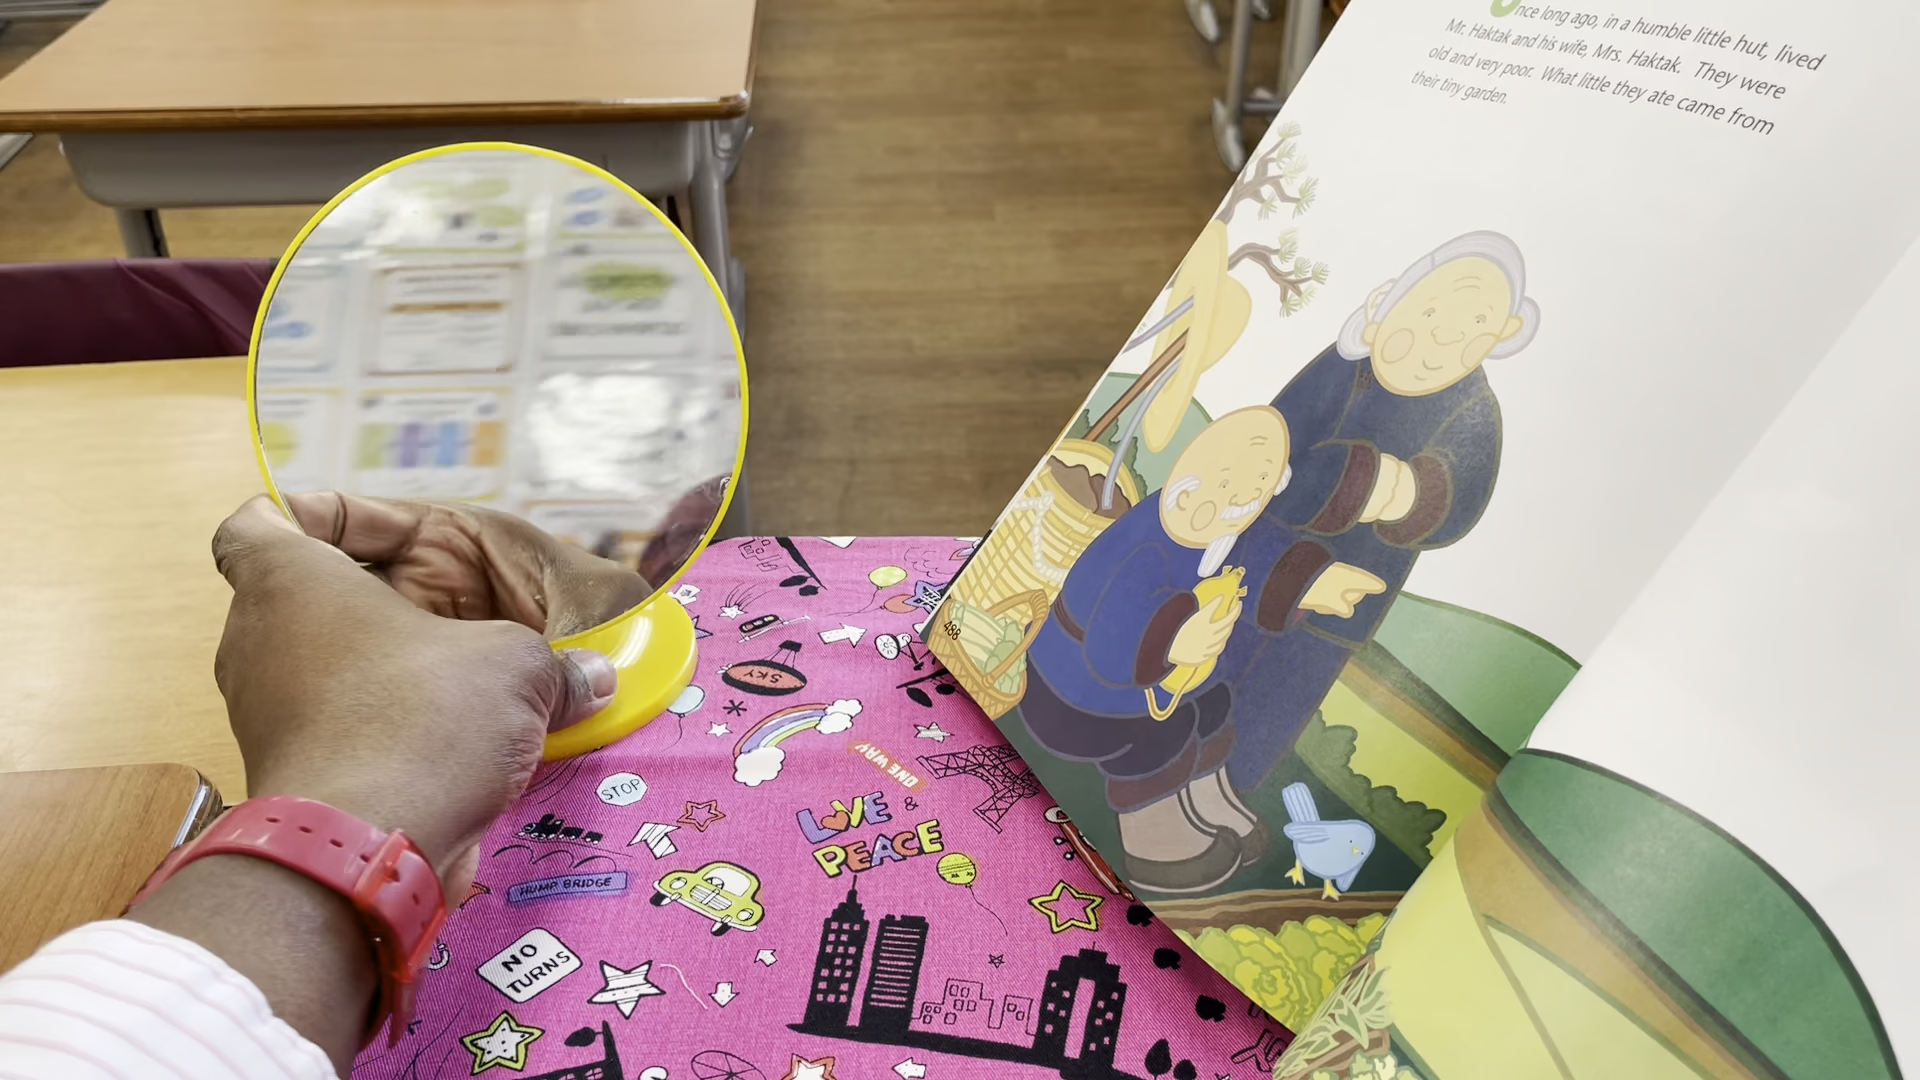 nce long ago, in a humble little hut, lived
Mr. Haktak and his wife, Mrs. Haktak. They were
old and very poor. What little they ate came from
their tiny garden.
488
SKY
ONE WAY
STOP
LOVE
&
PEACE
HUMP BRIDGE
NO
TURNS